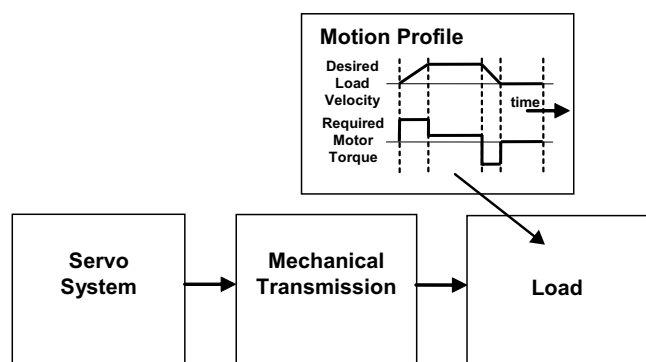 Motion Profile
Desired
Load
Velocity
time
Required
Motor
Torque
Servo
System
Mechanical
Transmission
Load